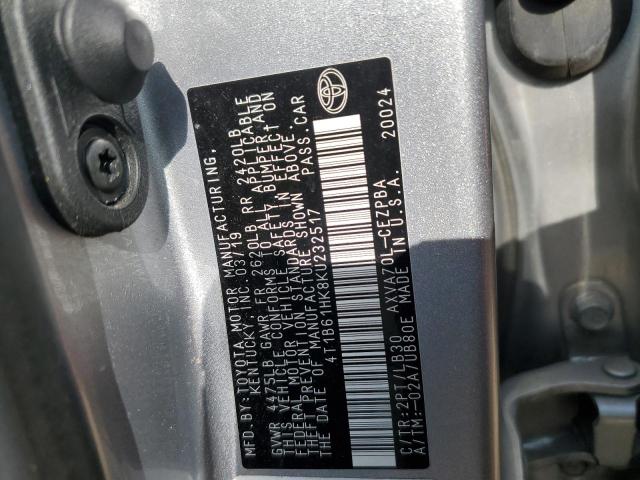 MFD.BY:TOYOTA MOTOR MANUFACTURING,
KENTUCKY, INC. 03/19
GVWR 4475LB GAWR FR 2620LB RR 2420LB
THIS VEHICLE CONFORMS TO ALL APPLICABLE
FEDERAL MOTOR VEHICLE SAFETY, BUMPER, AND
THEFT PREVENTION STANDARDS IN EFFECT ON
THE DATE OF MANUFACTURE SHOWN ABOVE.
4T1B61HK8KU232517 PASS.CAR
C/TR:2PT/LB30 AXVA70L-CEZPBA
A/TM:-02A/UB80E MADE IN U.S.A. 20024